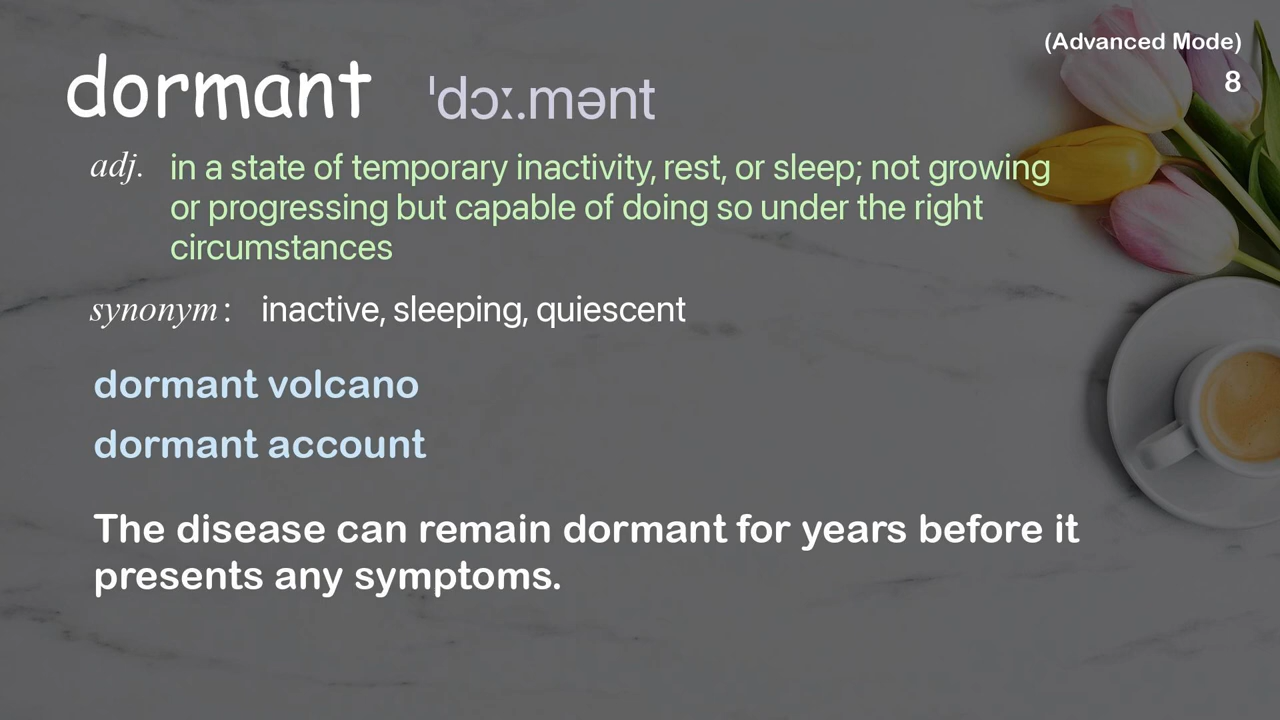 (Advanced Mode)
8
dormant ˈdɔː.mənt
adj. in a state of temporary inactivity, rest, or sleep; not growing
or progressing but capable of doing so under the right
circumstances
synonym: inactive, sleeping, quiescent
dormant volcano
dormant account
The disease can remain dormant for years before it
presents any symptoms.